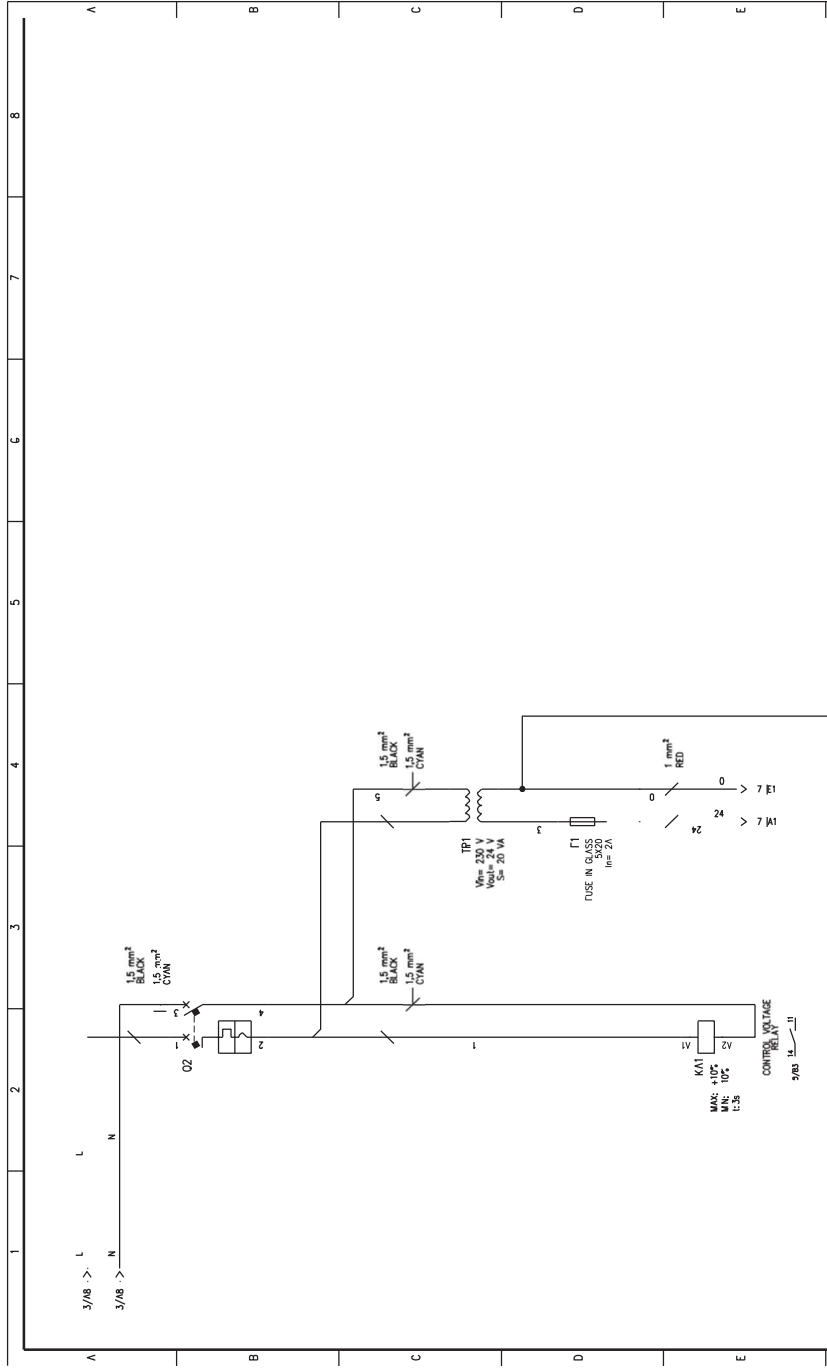 A
B
C
D
E
8
7
6
5
4
3
2
1
3/A8 ->
L
L
3/A8 ->
N
N
1,5 mm²
BLACK
1,5 mm²
CYAN
1
3
Q2
2
4
1,5 mm²
BLACK
1,5 mm²
CYAN
1
A1
A2
KA1
MAX: +10%
MIN: 10%
t: 3s
CONTROL VOLTAGE
RELAY
14
11
5/B3
1,5 mm²
BLACK
1,5 mm²
CYAN
5
TR1
Vin= 230 V
Vout= 24 V
S= 20 VA
3
F1
FUSE IN GLASS
5X20
In= 2A
0
24
1 mm²
RED
0
24
> 7 |E1
> 7 |A1
A
B
C
D
E